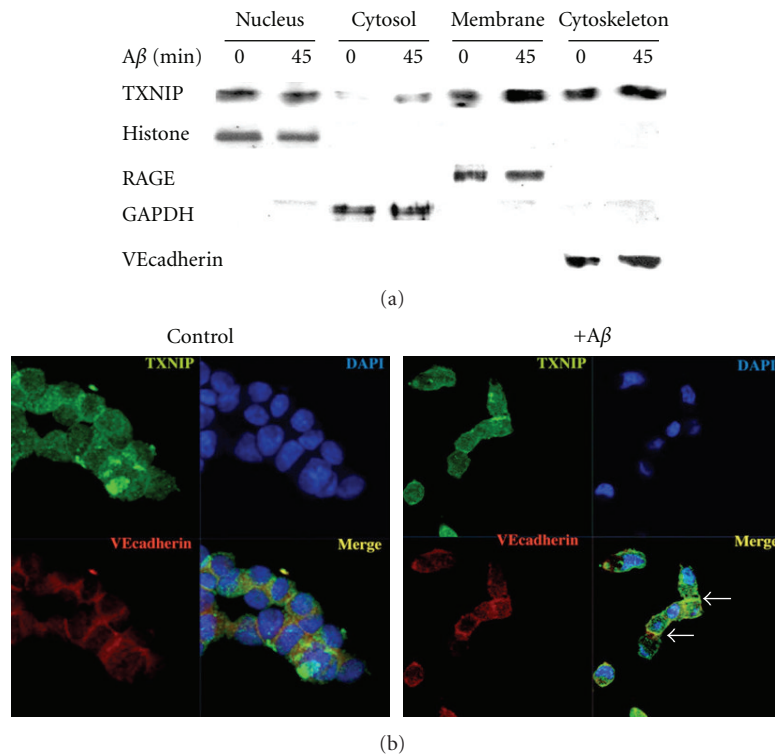 Nucleus Cytosol Membrane Cytoskeleton
Aβ (min) 0 45 0 45 0 45 0 45
TXNIP
Histone
RAGE
GAPDH
VEcadherin
(a)
Control
+Aβ
TXNIP
DAPI
VEcadherin
Merge
TXNIP
DAPI
VEcadherin
Merge
(b)